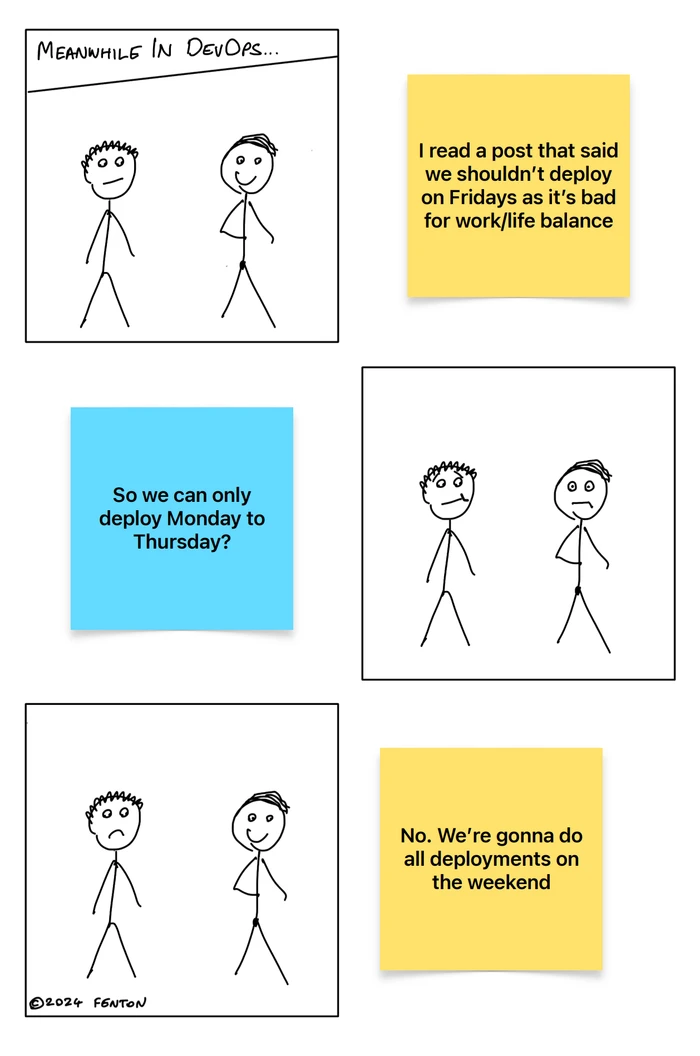 MEANWHILE IN DEVOPS...
I read a post that said
we shouldn’t deploy
on Fridays as it’s bad
for work/life balance
So we can only
deploy Monday to
Thursday?
No. We’re gonna do
all deployments on
the weekend
©2024 FENTON